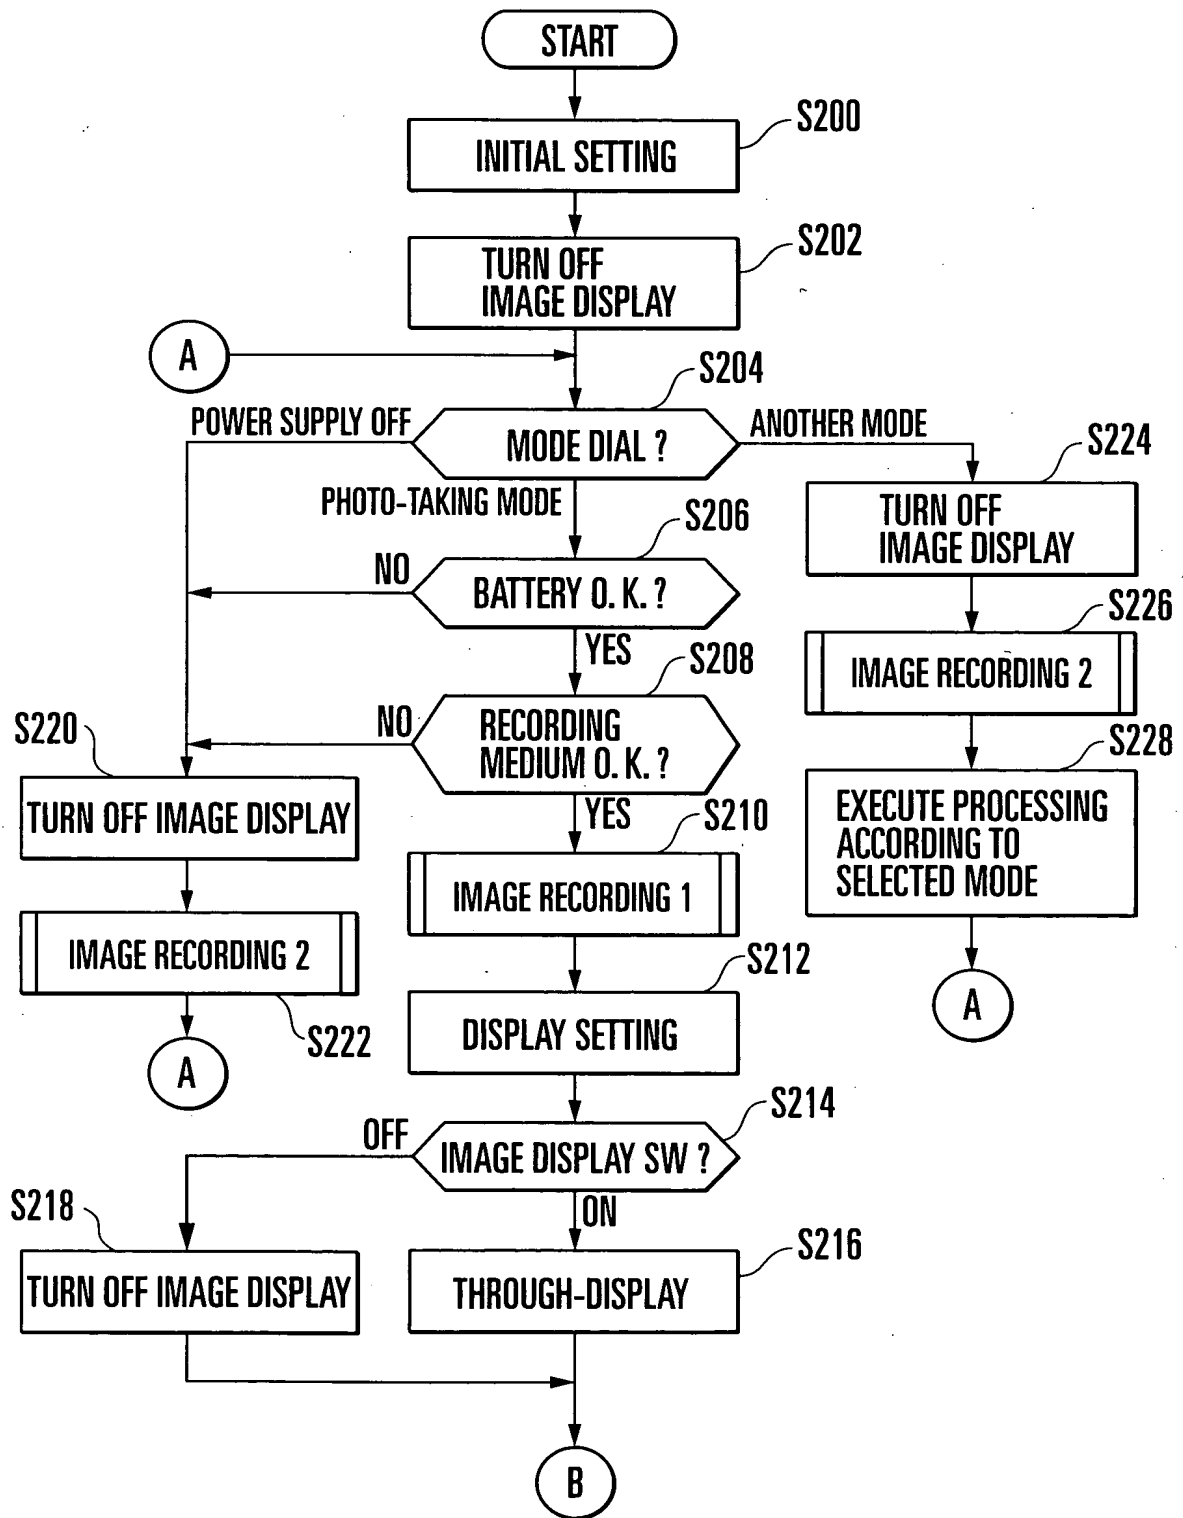 START
S200
INITIAL SETTING
S202
TURN OFF
IMAGE DISPLAY
A
S204
POWER SUPPLY OFF
MODE DIAL ?
ANOTHER MODE
S224
PHOTO-TAKING MODE
TURN OFF
IMAGE DISPLAY
S206
NO
BATTERY O. K. ?
YES
S226
IMAGE RECORDING 2
S208
NO
RECORDING
MEDIUM O. K. ?
YES
S220
TURN OFF IMAGE DISPLAY
S228
EXECUTE PROCESSING
ACCORDING TO
SELECTED MODE
S210
IMAGE RECORDING 1
IMAGE RECORDING 2
S222
A
S212
DISPLAY SETTING
A
S214
OFF
IMAGE DISPLAY SW ?
ON
S218
TURN OFF IMAGE DISPLAY
S216
THROUGH-DISPLAY
B